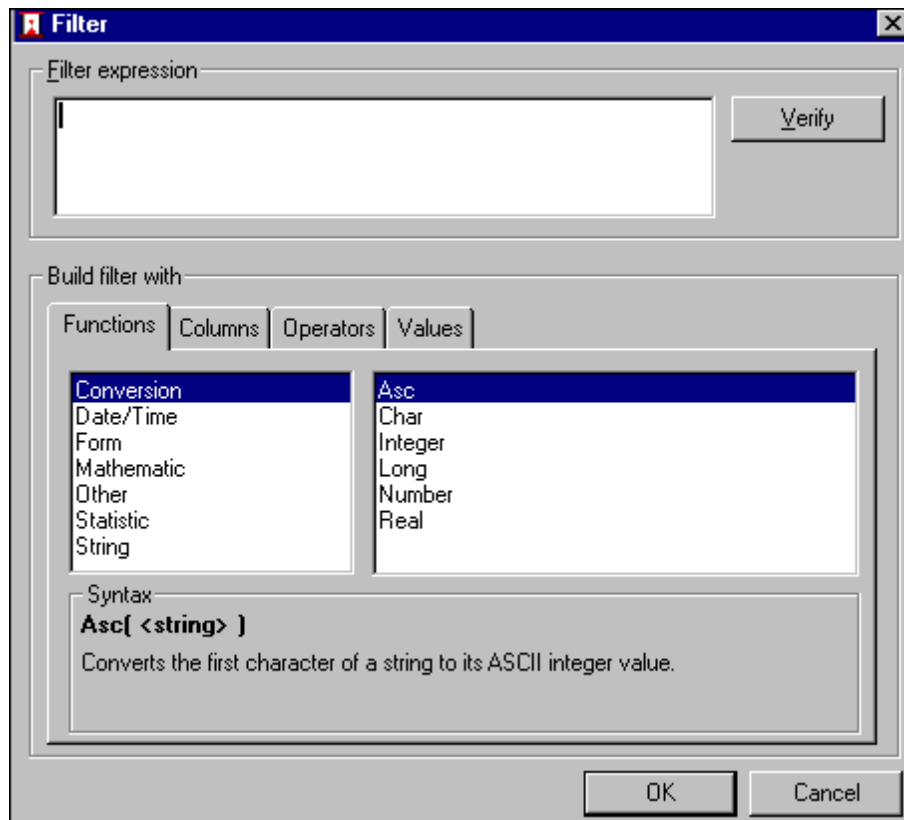 Filter
Filter expression
Verify
Build filter with
Functions Columns Operators Values
Conversion
Date/Time
Form
Mathematic
Other
Statistic
String
Asc
Char
Integer
Long
Number
Real
Syntax
Asc( <string> )
Converts the first character of a string to its ASCII integer value.
OK Cancel